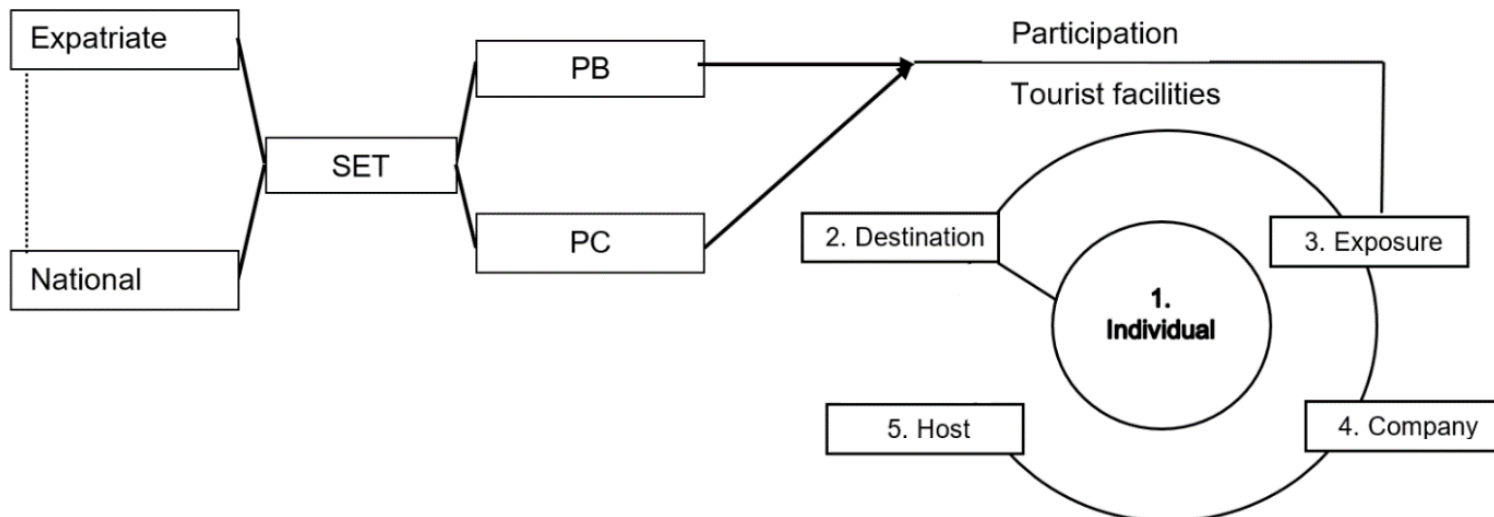 Expatriate
National
SET
PB
PC
Participation
Tourist facilities
2. Destination
3. Exposure
1.
Individual
5. Host
4. Company